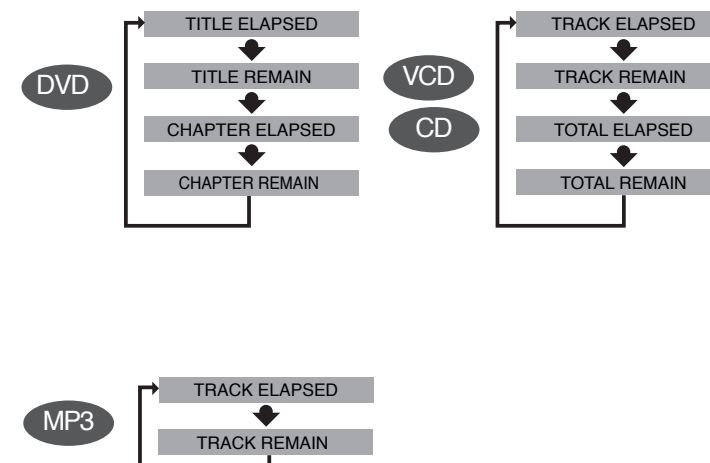 DVD
TITLE ELAPSED
TITLE REMAIN
CHAPTER ELAPSED
CHAPTER REMAIN
VCD
CD
TRACK ELAPSED
TRACK REMAIN
TOTAL ELAPSED
TOTAL REMAIN
MP3
TRACK ELAPSED
TRACK REMAIN